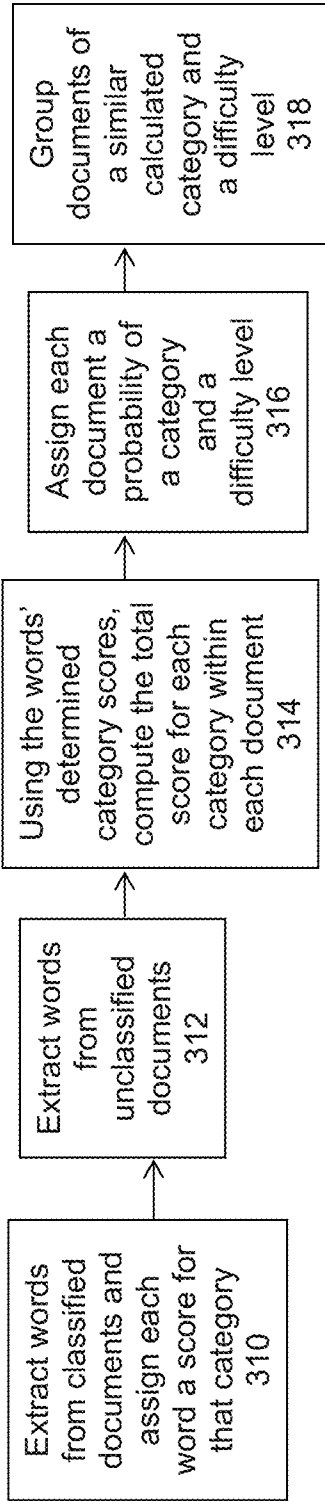 Extract words
from classified
documents and
assign each
word a score for
that category
310
Extract words
from
unclassified
documents
312
Using the words'
determined
category scores,
compute the total
score for each
category within
each document
314
Assign each
document a
probability of
a category
and a
difficulty level
316
Group
documents of
a similar
calculated
category and
a difficulty
level
318